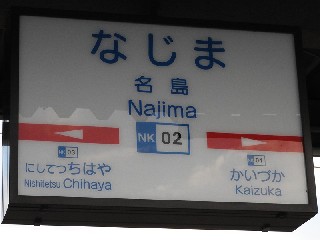 なじま
名島
Najima
NK 02
にしてつちはや
Nishitetsu Chihaya
かいづか
Kaizuka